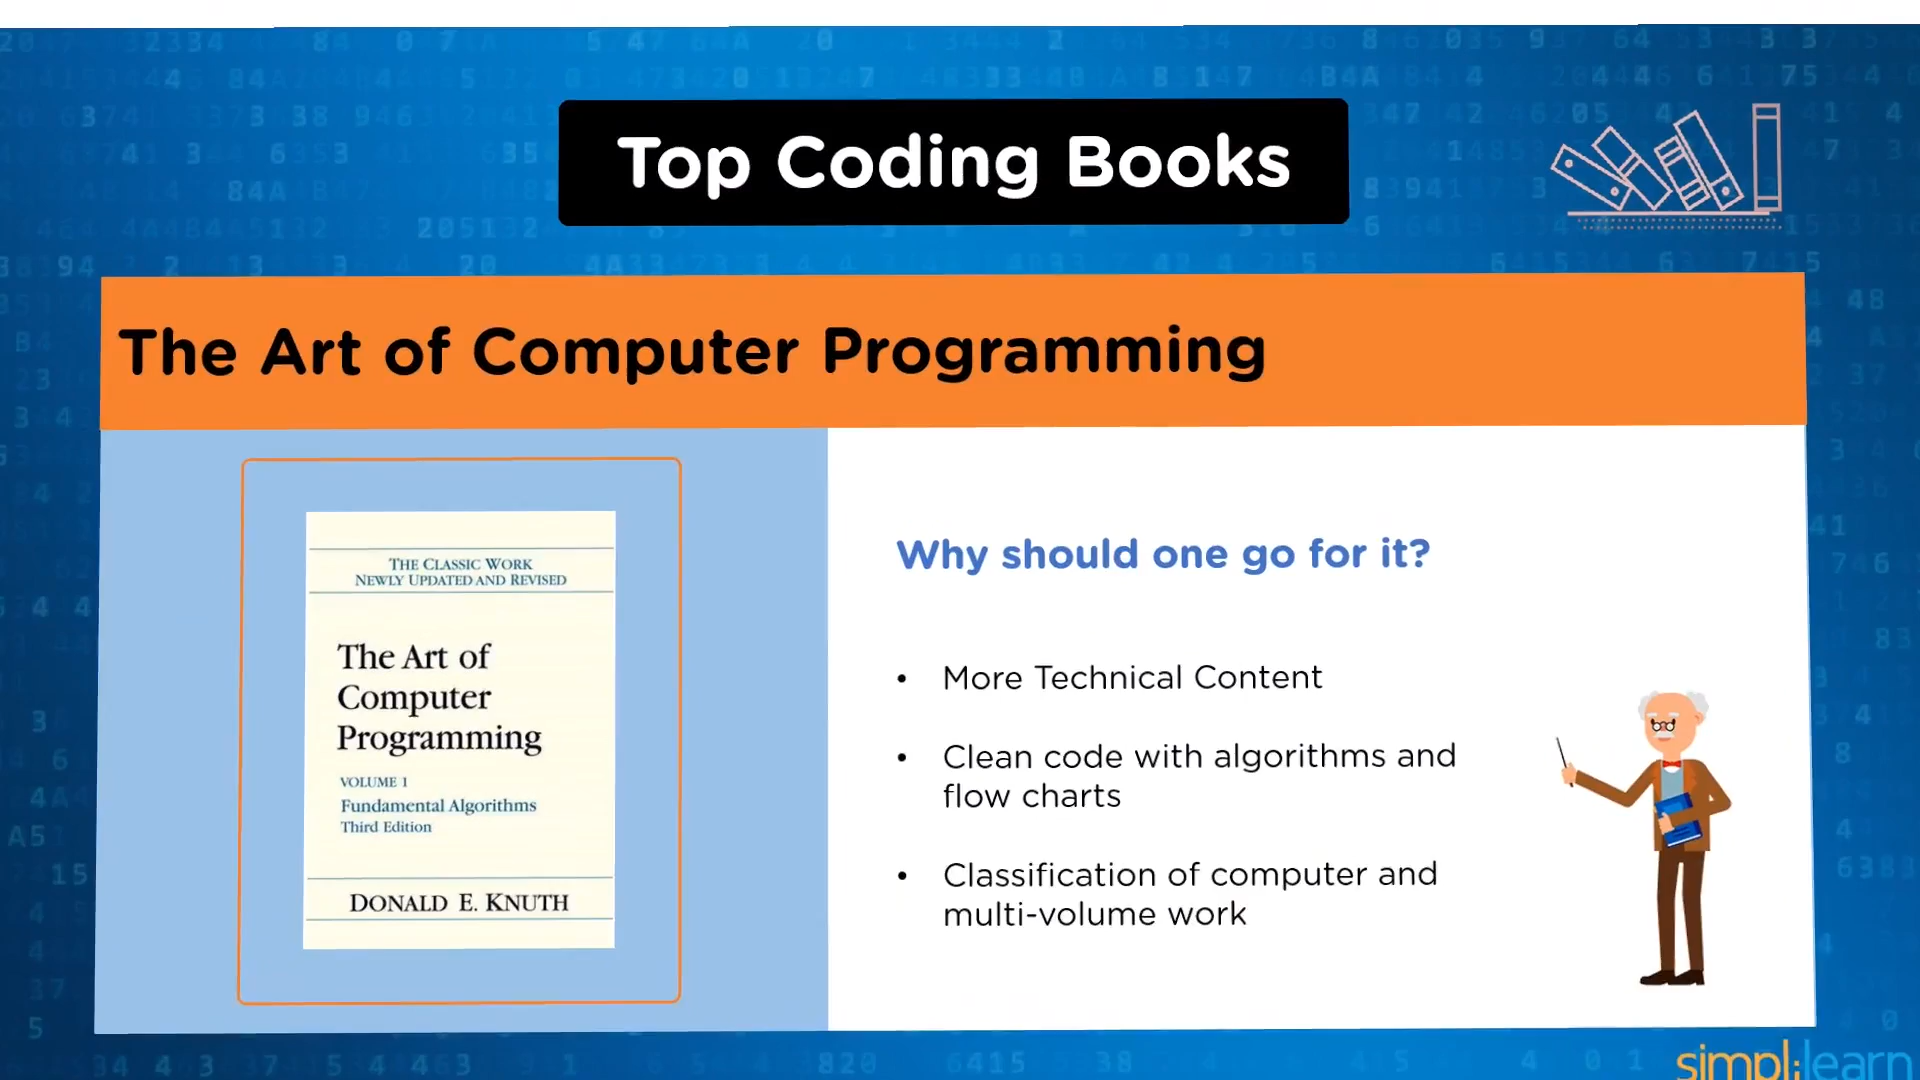 Top Coding Books
The Art of Computer Programming
THE CLASSIC WORK
NEWLY UPDATED AND REVISED
The Art of
Computer
Programming
VOLUME 1
Fundamental Algorithms
Third Edition
DONALD E. KNUTH
Why should one go for it?
• More Technical Content
• Clean code with algorithms and
flow charts
• Classification of computer and
multi-volume work
simplilearn